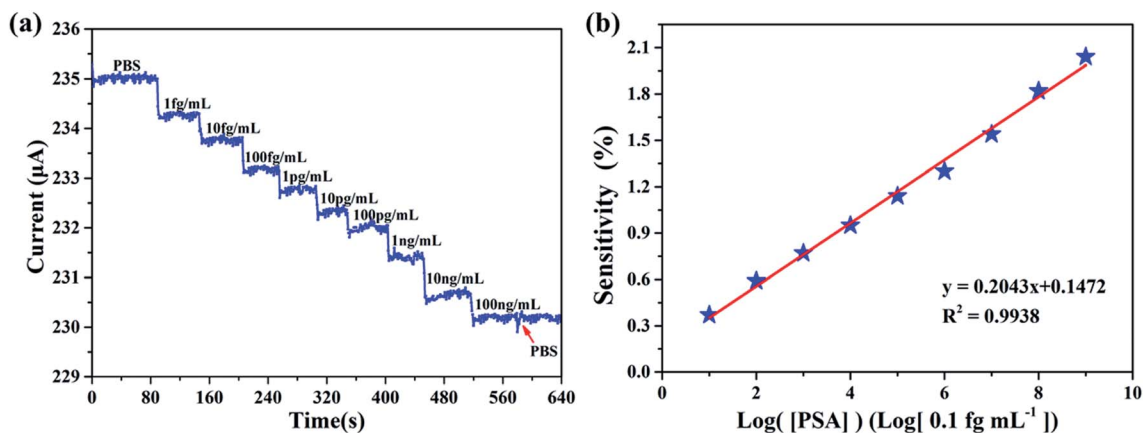 (a)
236
235
234
233
232
231
230
229
Current (μA)
PBS
1fg/mL
10fg/mL
100fg/mL
1pg/mL
10pg/mL
100pg/mL
1ng/mL
10ng/mL
100ng/mL
PBS
0 80 160 240 320 400 480 560 640
Time(s)
(b)
2.1
1.8
1.5
1.2
0.9
0.6
0.3
0.0
Sensitivity (%)
y = 0.2043x+0.1472
R² = 0.9938
0 2 4 6 8 10
Log( [PSA] ) (Log[ 0.1 fg mL⁻¹ ])